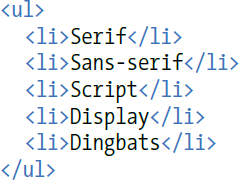 <ul>
  <li>Serif</li>
  <li>Sans-serif</li>
  <li>Script</li>
  <li>Display</li>
  <li>Dingbats</li>
</ul>